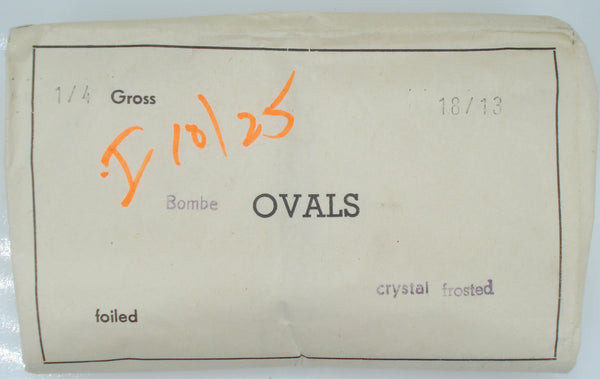 1/4 Gross 18/13
I 10/25
Bombe OVALS
crystal frosted
foiled